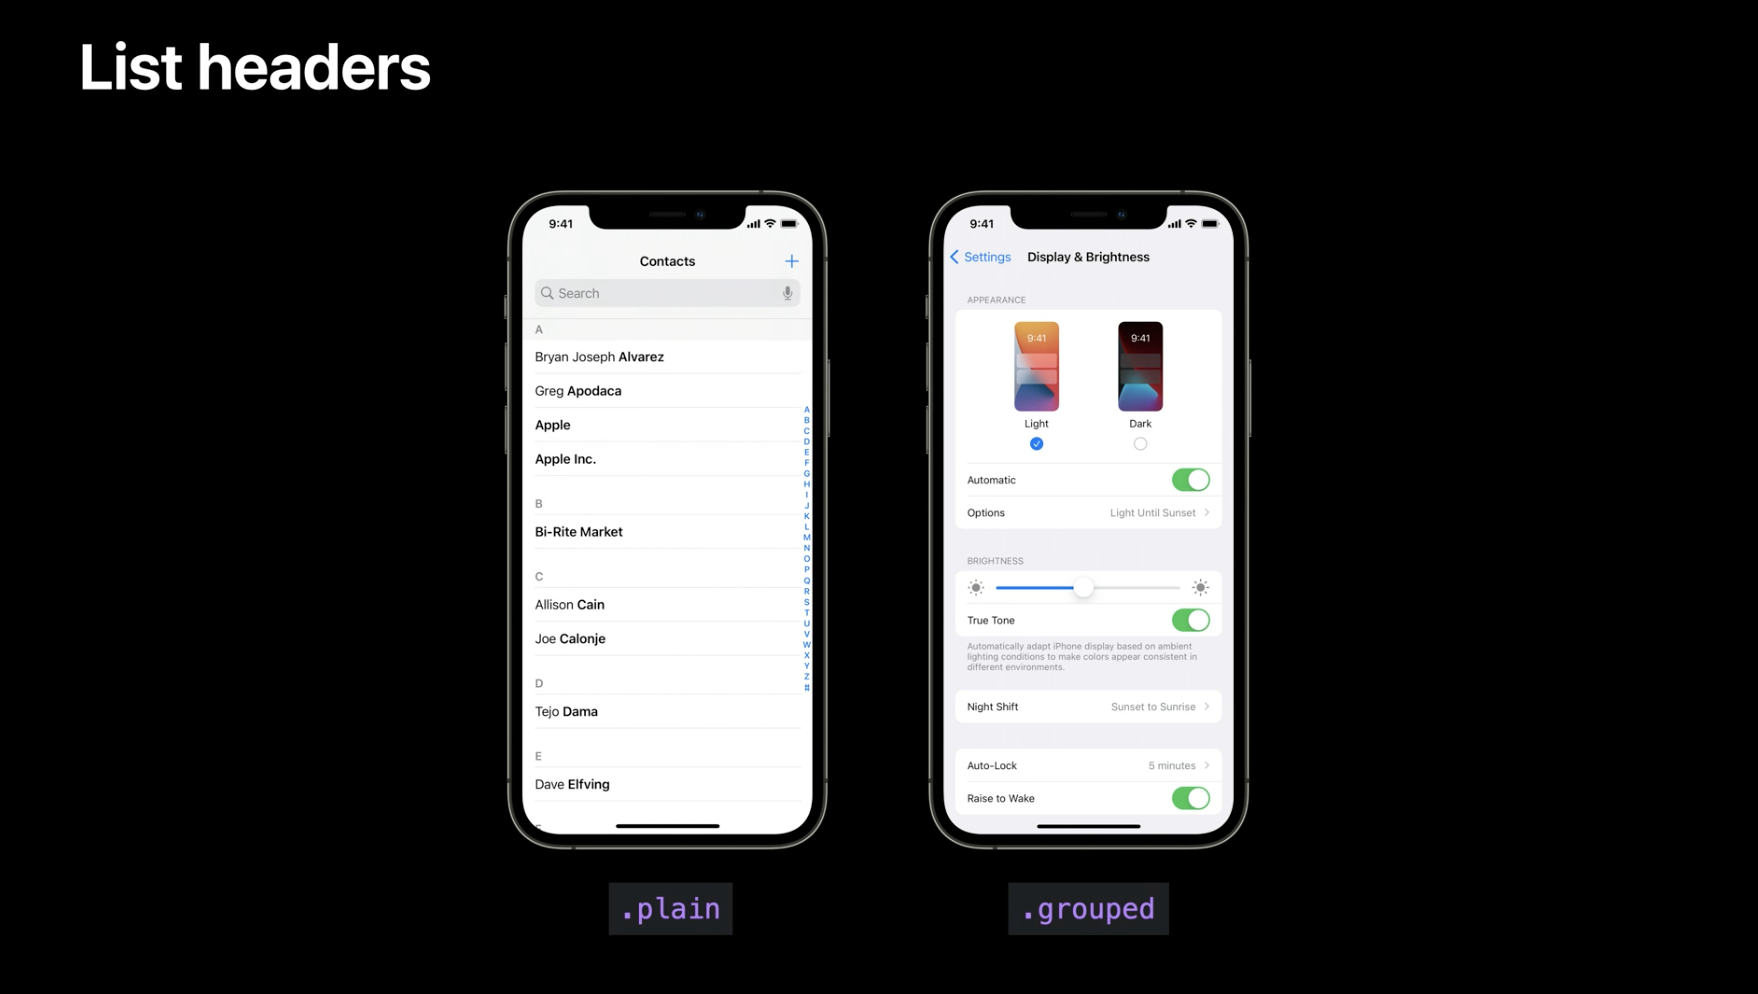 List headers
9:41
Contacts
Search
A
Bryan Joseph Alvarez
Greg Apodaca
Apple
Apple Inc.
B
Bi-Rite Market
C
Allison Cain
Joe Calonje
D
Tejo Dama
E
Dave Elfving
A
B
C
D
E
F
G
H
I
J
K
L
M
N
O
P
Q
R
S
T
U
V
W
X
Y
Z
#
.plain
9:41
Settings
Display & Brightness
APPEARANCE
9:41
9:41
Light
Dark
Automatic
Options
Light Until Sunset
BRIGHTNESS
True Tone
Automatically adapt iPhone display based on ambient
lighting conditions to make colors appear consistent in
different environments.
Night Shift
Sunset to Sunrise
Auto-Lock
5 minutes
Raise to Wake
.grouped